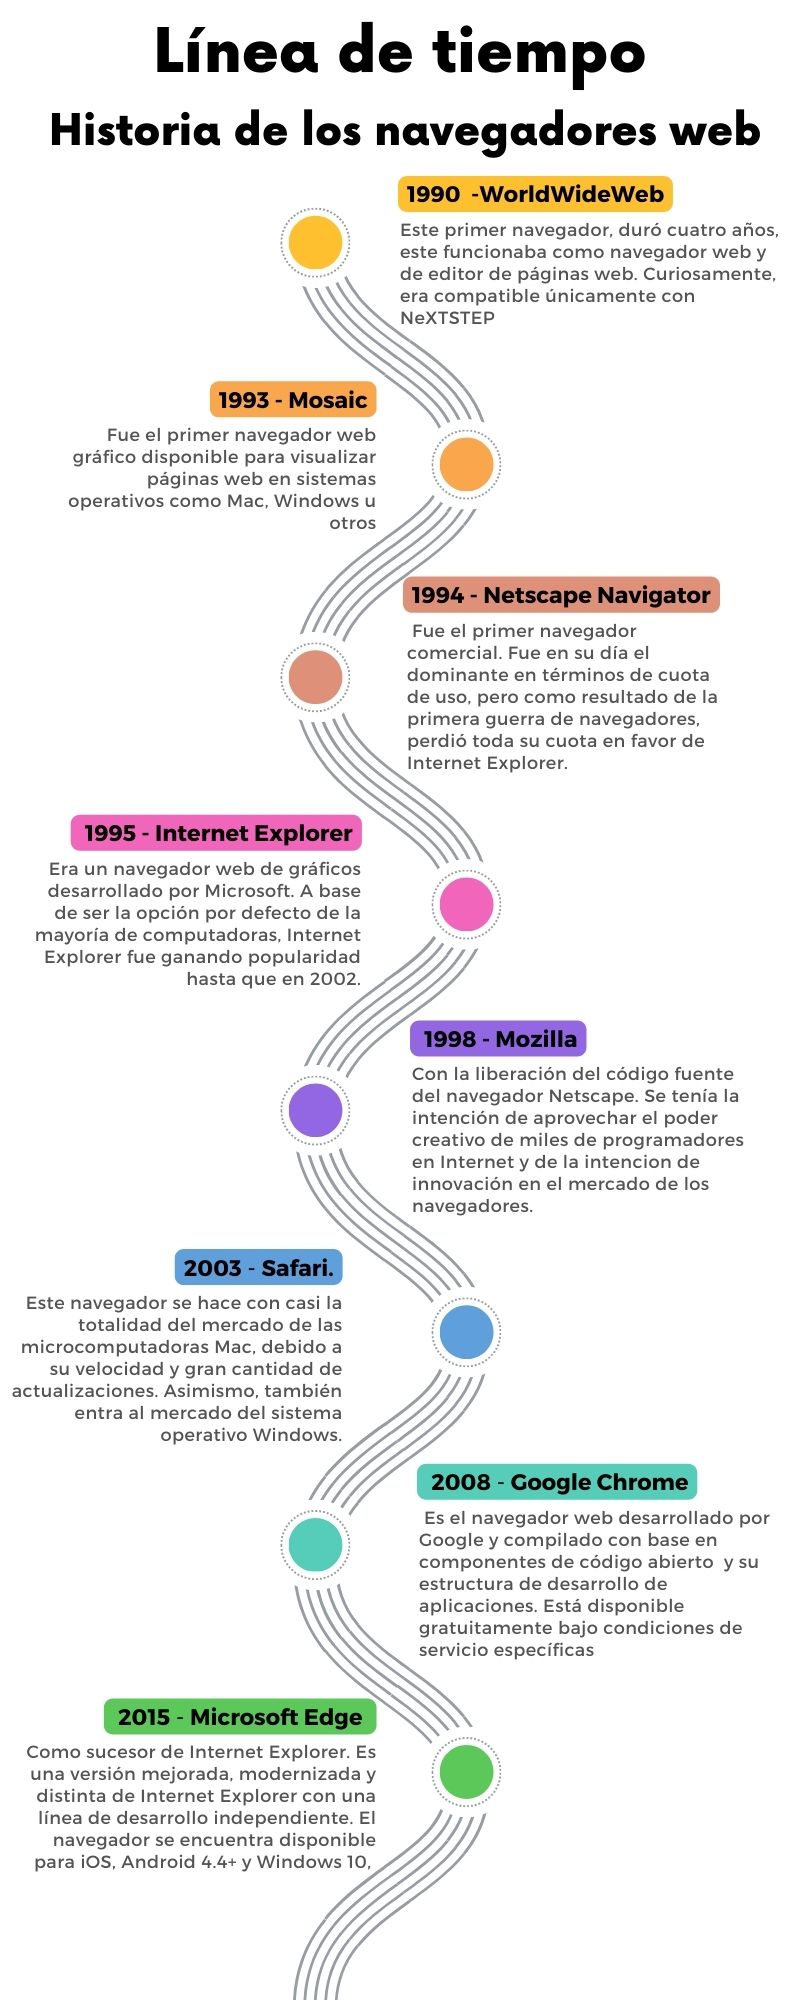 Línea de tiempo
Historia de los navegadores web
1990 -WorldWideWeb
Este primer navegador, duró cuatro años,
este funcionaba como navegador web y
de editor de páginas web. Curiosamente,
era compatible únicamente con
NeXTSTEP
1993 - Mosaic
Fue el primer navegador web
gráfico disponible para visualizar
páginas web en sistemas
operativos como Mac, Windows u
otros
1994 - Netscape Navigator
Fue el primer navegador
comercial. Fue en su día el
dominante en términos de cuota
de uso, pero como resultado de la
primera guerra de navegadores,
perdió toda su cuota en favor de
Internet Explorer.
1995 - Internet Explorer
Era un navegador web de gráficos
desarrollado por Microsoft. A base
de ser la opción por defecto de la
mayoría de computadoras, Internet
Explorer fue ganando popularidad
hasta que en 2002.
1998 - Mozilla
Con la liberación del código fuente
del navegador Netscape. Se tenía la
intención de aprovechar el poder
creativo de miles de programadores
en Internet y de la intencion de
innovación en el mercado de los
navegadores.
2003 - Safari.
Este navegador se hace con casi la
totalidad del mercado de las
microcomputadoras Mac, debido a
su velocidad y gran cantidad de
actualizaciones. Asimismo, también
entra al mercado del sistema
operativo Windows.
2008 - Google Chrome
Es el navegador web desarrollado por
Google y compilado con base en
componentes de código abierto y su
estructura de desarrollo de
aplicaciones. Está disponible
gratuitamente bajo condiciones de
servicio específicas
2015 - Microsoft Edge
Como sucesor de Internet Explorer. Es
una versión mejorada, modernizada y
distinta de Internet Explorer con una
línea de desarrollo independiente. El
navegador se encuentra disponible
para iOS, Android 4.4+ y Windows 10,